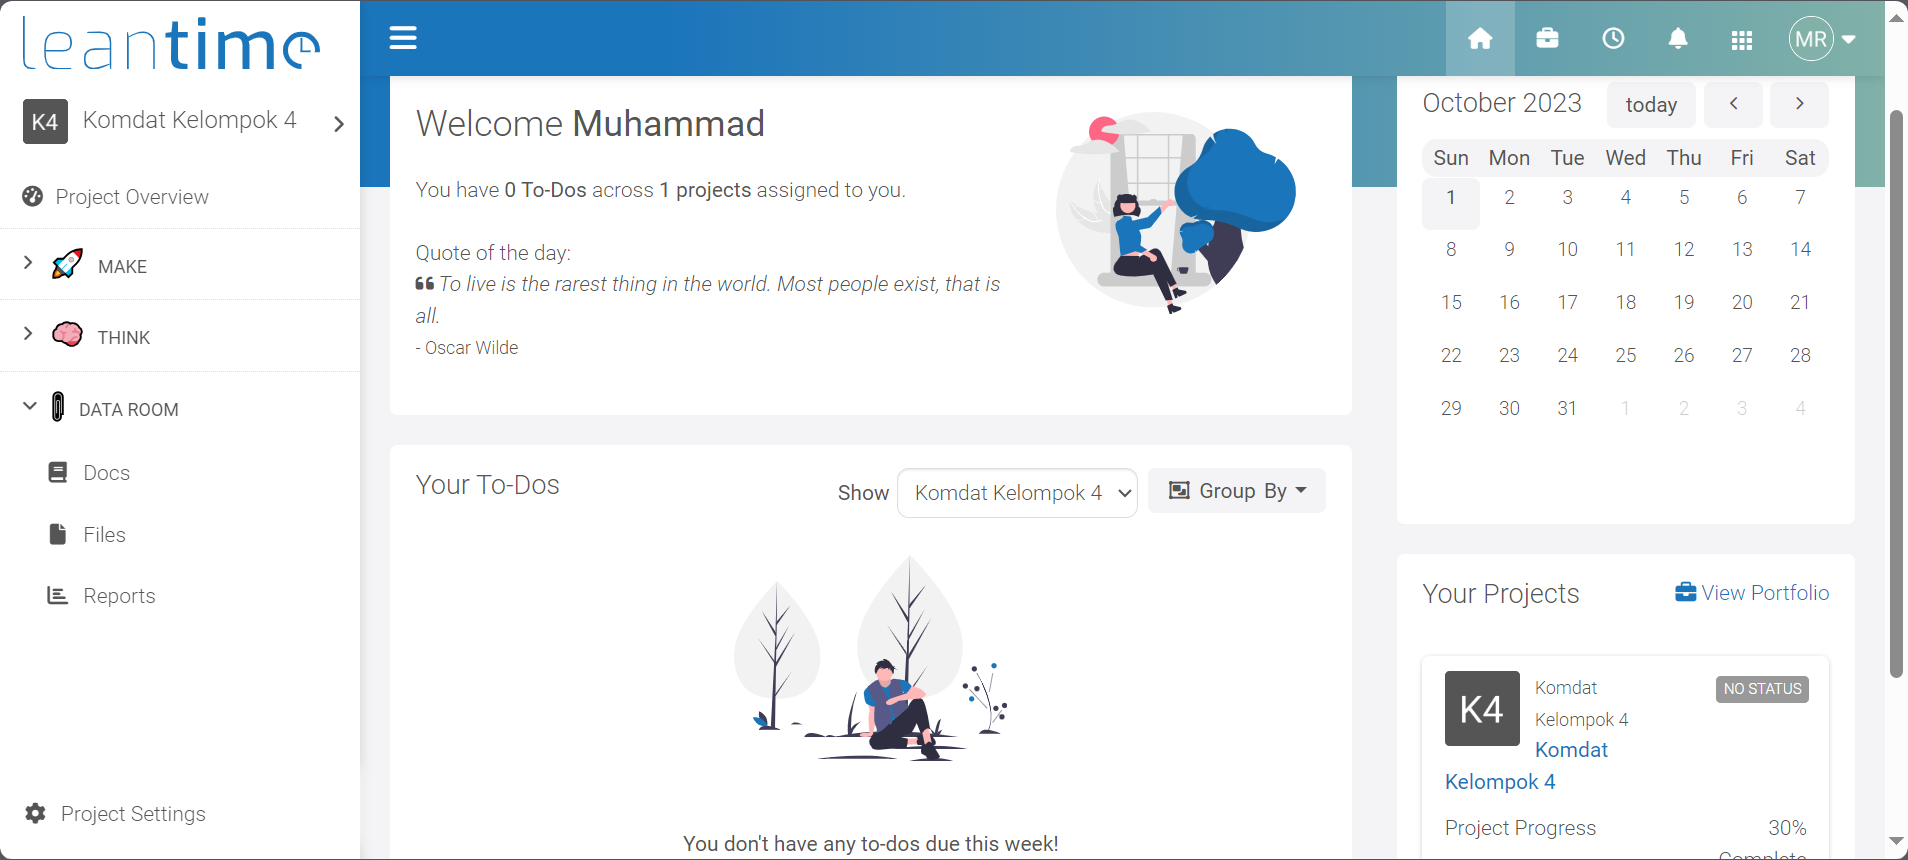 leantime
K4 Komdat Kelompok 4
Project Overview
MAKE
THINK
DATA ROOM
Docs
Files
Reports
Project Settings
MR
Welcome Muhammad
You have 0 To-Dos across 1 projects assigned to you.
Quote of the day:
To live is the rarest thing in the world. Most people exist, that is
all.
- Oscar Wilde
Your To-Dos
Show Komdat Kelompok 4 Group By
You don't have any to-dos due this week!
October 2023 today
Sun Mon Tue Wed Thu Fri Sat
1 2 3 4 5 6 7
8 9 10 11 12 13 14
15 16 17 18 19 20 21
22 23 24 25 26 27 28
29 30 31 1 2 3 4
Your Projects View Portfolio
K4
Komdat NO STATUS
Kelompok 4
Komdat
Kelompok 4
Project Progress 30%
Complete